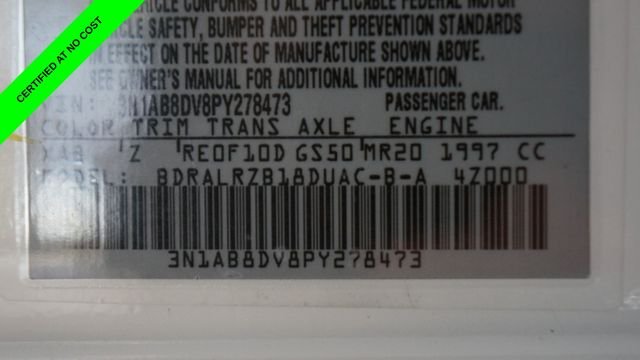 CERTIFIED AT NO COST
VEHICLE CONFORMS TO ALL APPLICABLE FEDERAL MOTOR
VEHICLE SAFETY, BUMPER AND THEFT PREVENTION STANDARDS
IN EFFECT ON THE DATE OF MANUFACTURE SHOWN ABOVE.
SEE OWNER'S MANUAL FOR ADDITIONAL INFORMATION.
VIN: 3N1AB8DV8PY278473 PASSENGER CAR.
COLOR TRIM TRANS AXLE ENGINE
XAB Z RE0F10D GS50 MR20 1997 CC
MODEL: BDRALRZB18DUAC-B-A 4Z000
3N1AB8DV8PY278473